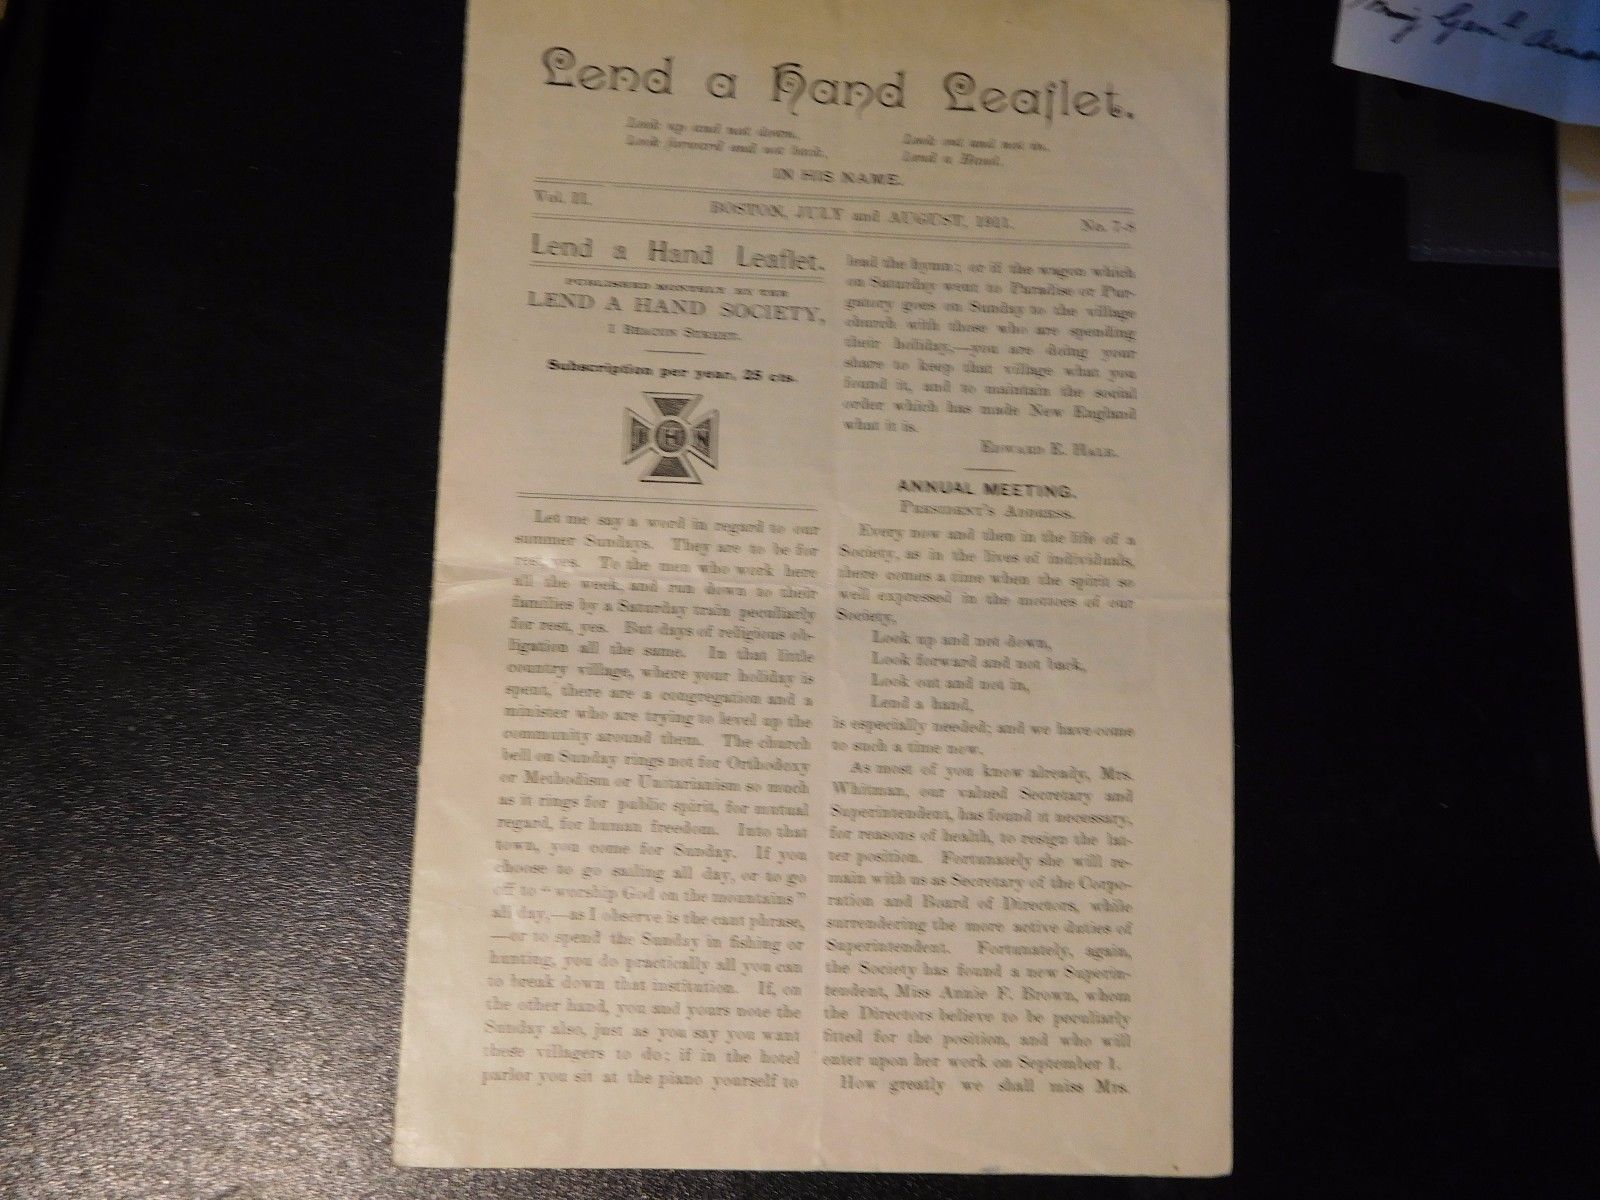 Lend a Hand Leaflet.
Look up and not down,
Look forward and not back,
Look out and not in,
Lend a Hand.
IN HIS NAME.
Vol. II. BOSTON, JULY and AUGUST, 1911. No. 7-8
Lend a Hand Leaflet.
PUBLISHED MONTHLY BY THE
LEND A HAND SOCIETY,
1 BEACON STREET.
Subscription per year, 25 cts.
IHN
Let me say a word in regard to our
summer Sundays. They are to be for
rest, yes. To the men who work here
all the week, and run down to their
families by a Saturday train peculiarly
for rest, yes. But days of religious ob-
ligation all the same. In that little
country village, where your holiday is
spent, there are a congregation and a
minister who are trying to level up the
community around them. The church
bell on Sunday rings not for Orthodoxy
or Methodism or Unitarianism so much
as it rings for public spirit, for mutual
regard, for human freedom. Into that
town, you come for Sunday. If you
choose to go sailing all day, or to go
off to "worship God on the mountains"
all day,—as I observe is the cant phrase,
—or to spend the Sunday in fishing or
hunting, you do practically all you can
to break down that institution. If, on
the other hand, you and yours note the
Sunday also, just as you say you want
these villagers to do; if in the hotel
parlor you sit at the piano yourself to
lead the hymn; or if the wagon which
on Saturday went to Paradise or Pur-
gatory goes on Sunday to the village
church with those who are spending
their holiday,—you are doing your
share to keep that village what you
found it, and to maintain the social
order which has made New England
what it is.
EDWARD E. HALE.
ANNUAL MEETING.
PRESIDENT'S ADDRESS.
Every now and then in the life of a
Society, as in the lives of individuals,
there comes a time when the spirit so
well expressed in the mottoes of our
Society,
Look up and not down,
Look forward and not back,
Look out and not in,
Lend a hand,
is especially needed; and we have come
to such a time now.
As most of you know already, Mrs.
Whitman, our valued Secretary and
Superintendent, has found it necessary,
for reasons of health, to resign the lat-
ter position. Fortunately she will re-
main with us as Secretary of the Corpo-
ration and Board of Directors, while
surrendering the more active duties of
Superintendent. Fortunately, again,
the Society has found a new Superin-
tendent, Miss Annie F. Brown, whom
the Directors believe to be peculiarly
fitted for the position, and who will
enter upon her work on September 1.
How greatly we shall miss Mrs.